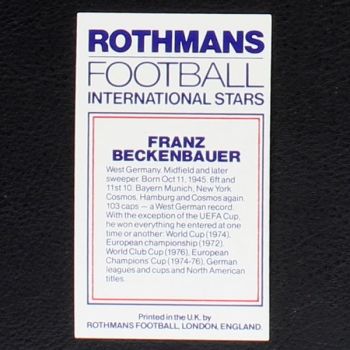 ROTHMANS
FOOTBALL
INTERNATIONAL STARS
FRANZ
BECKENBAUER
West Germany. Midfield and later
sweeper. Born Oct 11, 1945. 6ft and
11st 10. Bayern Munich, New York
Cosmos, Hamburg and Cosmos again.
103 caps — a West German record.
With the exception of the UEFA Cup,
he won everything he entered at one
time or another: World Cup (1974),
European championship (1972),
World Club Cup (1976), European
Champions' Cup (1974-76), German
leagues and cups and North American
titles.
Printed in the U.K. by
ROTHMANS FOOTBALL, LONDON, ENGLAND.